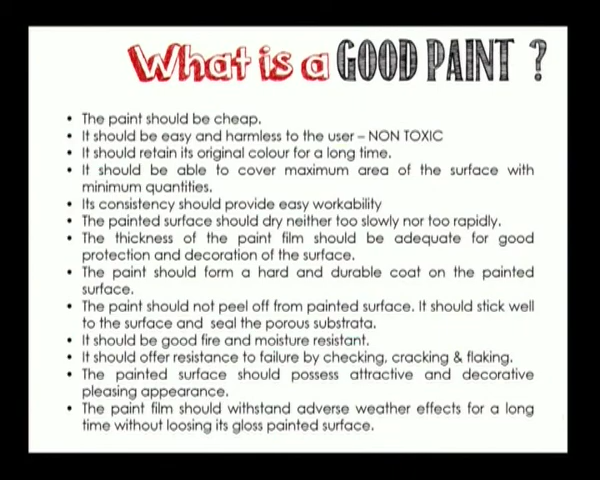 What is a GOOD PAINT ?
• The paint should be cheap.
• It should be easy and harmless to the user – NON TOXIC
• It should retain its original colour for a long time.
• It should be able to cover maximum area of the surface with
minimum quantities.
• Its consistency should provide easy workability
• The painted surface should dry neither too slowly nor too rapidly.
• The thickness of the paint film should be adequate for good
protection and decoration of the surface.
• The paint should form a hard and durable coat on the painted
surface.
• The paint should not peel off from painted surface. It should stick well
to the surface and seal the porous substrata.
• It should be good fire and moisture resistant.
• It should offer resistance to failure by checking, cracking & flaking.
• The painted surface should possess attractive and decorative
pleasing appearance.
• The paint film should withstand adverse weather effects for a long
time without loosing its gloss painted surface.